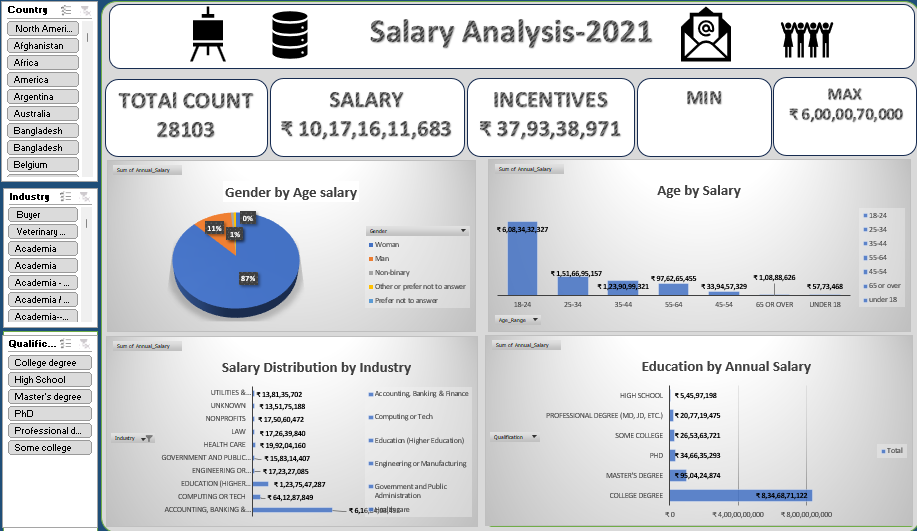 Country
North Ameri...
Afghanistan
Africa
America
Argentina
Australia
Bangladesh
Bangladesh
Belgium
Industry
Buyer
Veterinary ...
Academia
Academia
Academia - ...
Academia / ...
Academia--...
Qualific...
College degree
High School
Master's degree
PhD
Professional d...
Some college
Salary Analysis-2021
TOTAl COUNT
28103
SALARY
₹ 10,17,16,11,683
INCENTIVES
₹ 37,93,38,971
MIN
MAX
₹ 6,00,00,70,000
Sum of Annual_Salary
Gender by Age salary
0%
11%
1%
87%
Gender
Woman
Man
Non-binary
Other or prefer not to answer
Prefer not to answer
Sum of Annual_Salary
Age by Salary
₹ 6,08,34,32,327
₹ 1,51,66,95,157
₹ 1,23,90,99,321
₹ 97,62,65,455
₹ 33,94,57,329
₹ 1,08,88,626
₹ 57,73,468
18-24
25-34
35-44
55-64
45-54
65 OR OVER
UNDER 18
18-24
25-34
35-44
55-64
45-54
65 or over
under 18
Age_Range
Sum of Annual_Salary
Salary Distribution by Industry
Industry
UTILITIES &... ₹ 13,81,35,702
UNKNOWN ₹ 13,51,75,188
NONPROFITS ₹ 17,50,60,472
LAW ₹ 17,26,39,840
HEALTH CARE ₹ 19,92,04,160
GOVERNMENT AND PUBLIC... ₹ 15,83,14,407
ENGINEERING OR... ₹ 17,23,27,085
EDUCATION (HIGHER... ₹ 1,23,75,47,287
COMPUTING OR TECH ₹ 64,12,87,849
ACCOUNTING, BANKING &...
Accounting, Banking & Finance
Computing or Tech
Education (Higher Education)
Engineering or Manufacturing
Government and Public
Administration
Sum of Annual_Salary
Education by Annual Salary
Qualification
HIGH SCHOOL ₹ 5,45,97,198
PROFESSIONAL DEGREE (MD, JD, ETC.) ₹ 20,77,19,475
SOME COLLEGE ₹ 26,53,63,721
PHD ₹ 34,66,35,293
MASTER'S DEGREE ₹ 95,04,24,874
COLLEGE DEGREE ₹ 8,34,68,71,122
₹ 0 ₹ 4,00,00,00,000 ₹ 8,00,00,00,000
Total